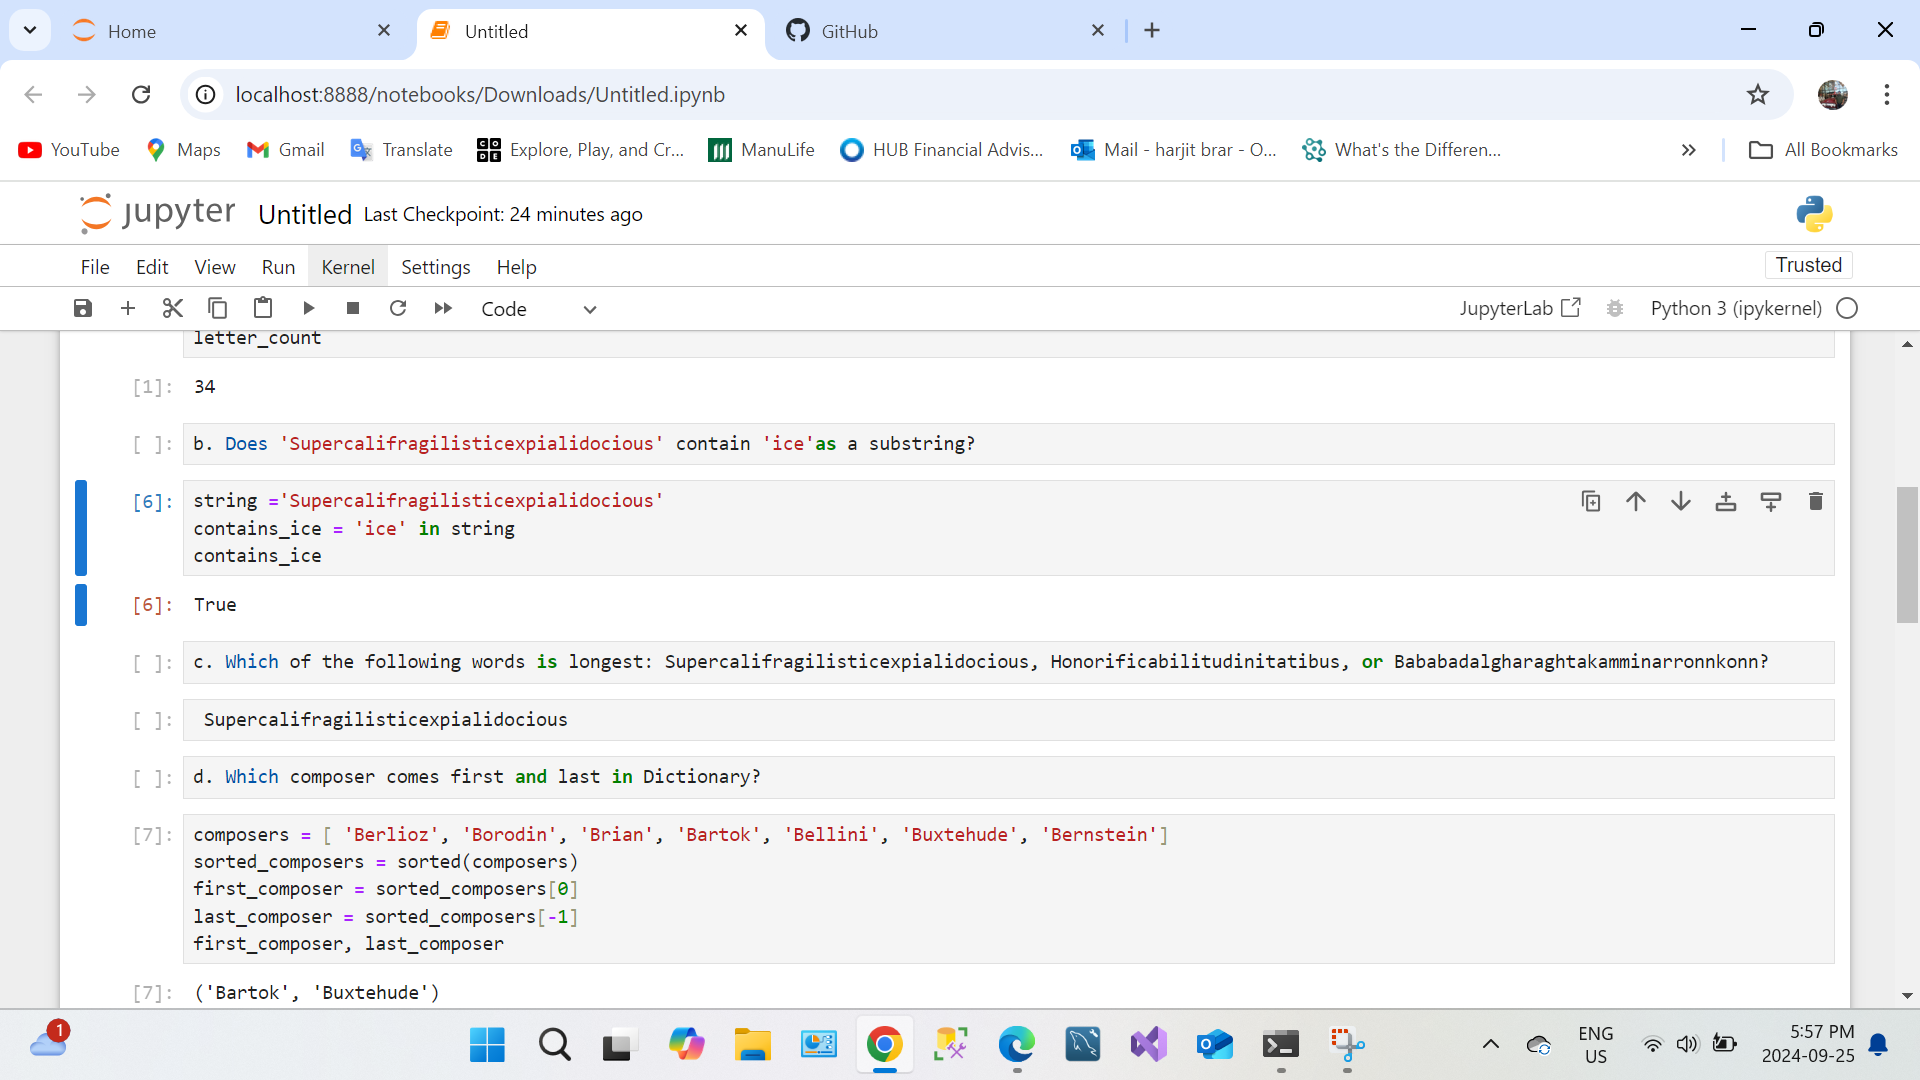 Home
Untitled
GitHub
localhost:8888/notebooks/Downloads/Untitled.ipynb
YouTube
Maps
Gmail
Translate
CODE
Explore, Play, and Cr...
ManuLife
HUB Financial Advis...
Mail - harjit brar - O...
What's the Differen...
All Bookmarks
jupyter Untitled Last Checkpoint: 24 minutes ago
File Edit View Run Kernel Settings Help
Trusted
Code
JupyterLab
Python 3 (ipykernel)
letter_count
[1]: 34
[ ]: b. Does 'Supercalifragilisticexpialidocious' contain 'ice'as a substring?
[6]: string ='Supercalifragilisticexpialidocious'
contains_ice = 'ice' in string
contains_ice
[6]: True
[ ]: c. Which of the following words is longest: Supercalifragilisticexpialidocious, Honorificabilitudinitatibus, or Bababadalgharaghtakamminarronnkonn?
[ ]: Supercalifragilisticexpialidocious
[ ]: d. Which composer comes first and last in Dictionary?
[7]: composers = [ 'Berlioz', 'Borodin', 'Brian', 'Bartok', 'Bellini', 'Buxtehude', 'Bernstein']
sorted_composers = sorted(composers)
first_composer = sorted_composers[0]
last_composer = sorted_composers[-1]
first_composer, last_composer
[7]: ('Bartok', 'Buxtehude')
1
ENG
US
5:57 PM
2024-09-25